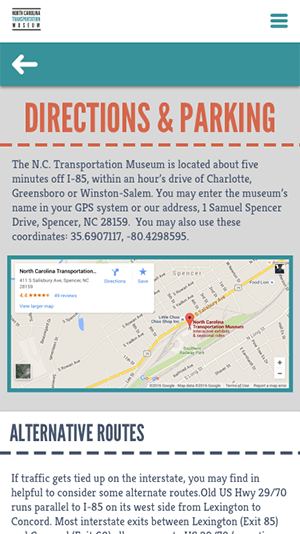 NORTH CAROLINA
TRANSPORTATION
MUSEUM
DIRECTIONS & PARKING
The N.C. Transportation Museum is located about five
minutes off I-85, within an hour's drive of Charlotte,
Greensboro or Winston-Salem. You may enter the museum's
name in your GPS system or our address, 1 Samuel Spencer
Drive, Spencer, NC 28159. You may also use these
coordinates: 35.6907117, -80.4298595.
North Carolina Transportation...
411 S Salisbury Ave, Spencer, NC
28159
4.6 ★★★★★ 49 reviews
View larger map
Directions
Save
Spencer
Food Lion
S Salisbury Ave
Little Choo
Choo Shop Inc
North Carolina
Transportation Museum
Interactive exhibits
& seasonal rides
Southern
Railway Park
Google
Map data ©2016 Google
Terms of Use
Report a map error
ALTERNATIVE ROUTES
If traffic gets tied up on the interstate, you may find in
helpful to consider some alternate routes.Old US Hwy 29/70
runs parallel to I-85 on its west side from Lexington to
Concord. Most interstate exits between Lexington (Exit 85)